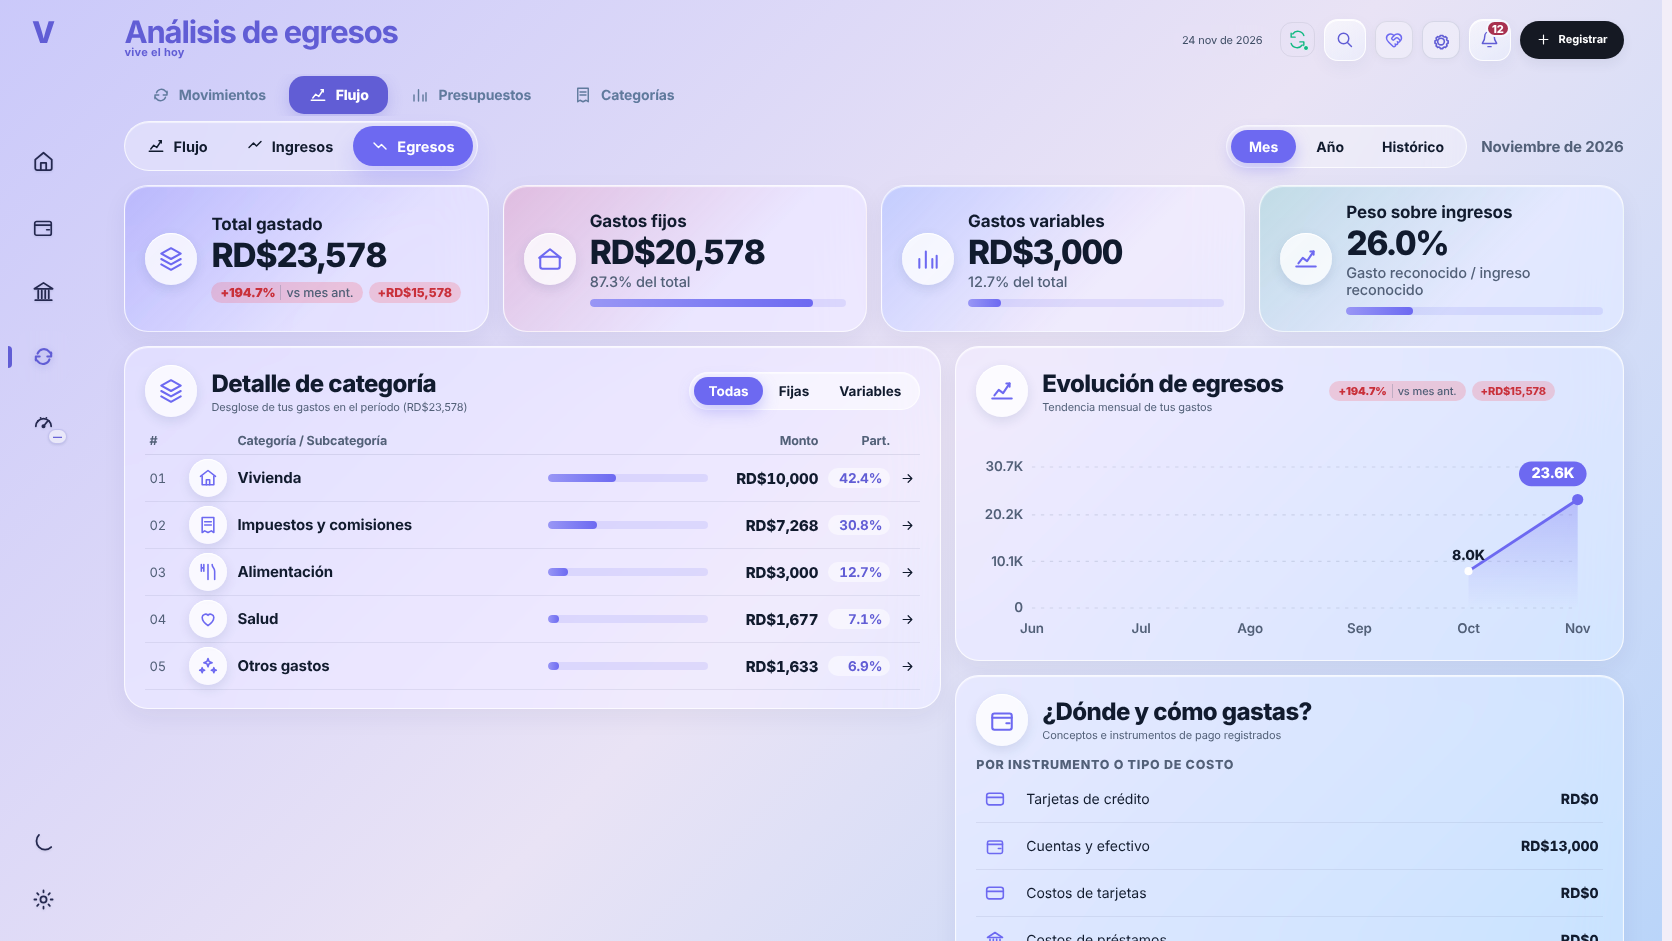 V
Análisis de egresos
vive el hoy
24 nov de 2026
12
Registrar
Movimientos
Flujo
Presupuestos
Categorías
Flujo
Ingresos
Egresos
Mes
Año
Histórico
Noviembre de 2026
Total gastado
RD$23,578
+194.7% vs mes ant.
+RD$15,578
Gastos fijos
RD$20,578
87.3% del total
Gastos variables
RD$3,000
12.7% del total
Peso sobre ingresos
26.0%
Gasto reconocido / ingreso
reconocido
Detalle de categoría
Desglose de tus gastos en el período (RD$23,578)
Todas
Fijas
Variables
# Categoría / Subcategoría Monto Part.
01 Vivienda RD$10,000 42.4% →
02 Impuestos y comisiones RD$7,268 30.8% →
03 Alimentación RD$3,000 12.7% →
04 Salud RD$1,677 7.1% →
05 Otros gastos RD$1,633 6.9% →
Evolución de egresos
Tendencia mensual de tus gastos
+194.7% vs mes ant.
+RD$15,578
30.7K
23.6K
20.2K
8.0K
10.1K
0
Jun Jul Ago Sep Oct Nov
¿Dónde y cómo gastas?
Conceptos e instrumentos de pago registrados
POR INSTRUMENTO O TIPO DE COSTO
Tarjetas de crédito RD$0
Cuentas y efectivo RD$13,000
Costos de tarjetas RD$0
Costos de préstamos RD$0